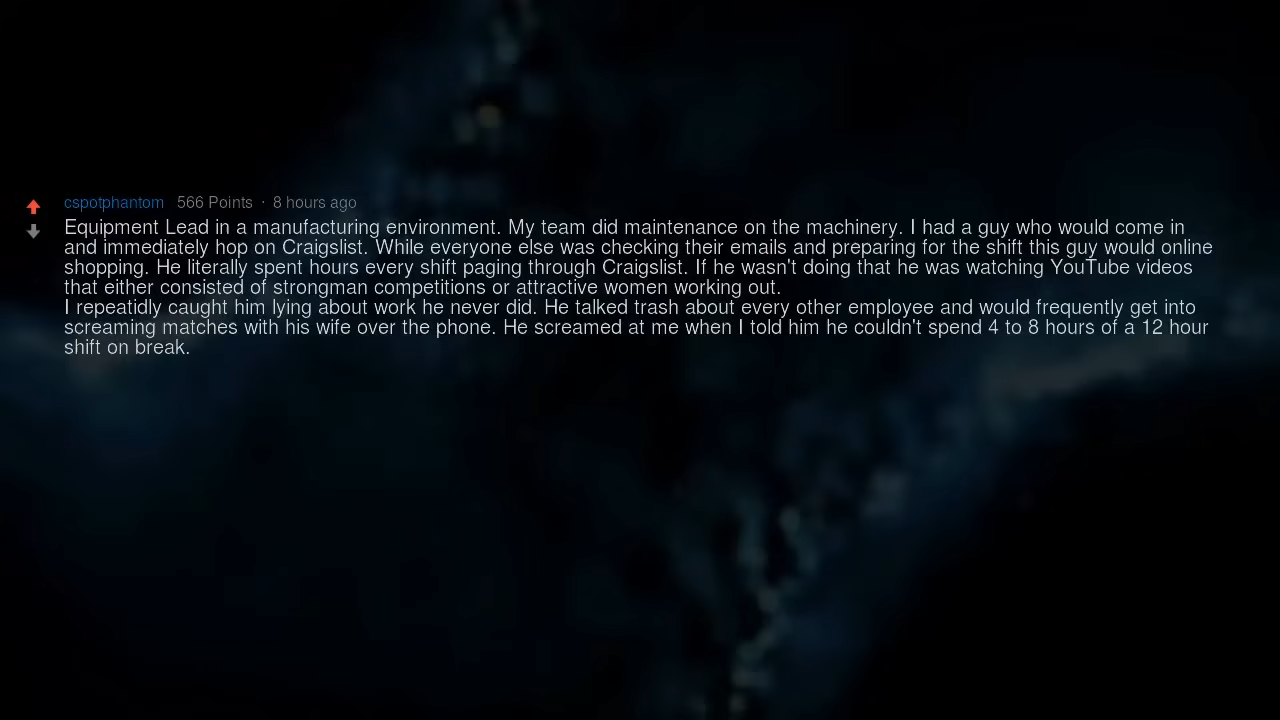 cspotphantom 566 Points · 8 hours ago
Equipment Lead in a manufacturing environment. My team did maintenance on the machinery. I had a guy who would come in
and immediately hop on Craigslist. While everyone else was checking their emails and preparing for the shift this guy would online
shopping. He literally spent hours every shift paging through Craigslist. If he wasn't doing that he was watching YouTube videos
that either consisted of strongman competitions or attractive women working out.
I repeatidly caught him lying about work he never did. He talked trash about every other employee and would frequently get into
screaming matches with his wife over the phone. He screamed at me when I told him he couldn't spend 4 to 8 hours of a 12 hour
shift on break.